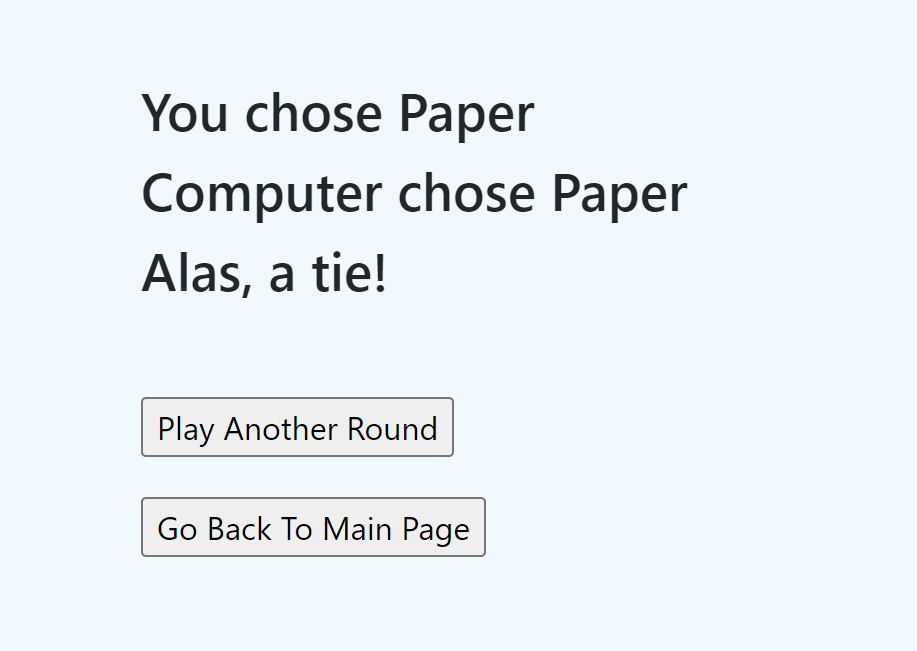 You chose Paper
Computer chose Paper
Alas, a tie!
Play Another Round
Go Back To Main Page